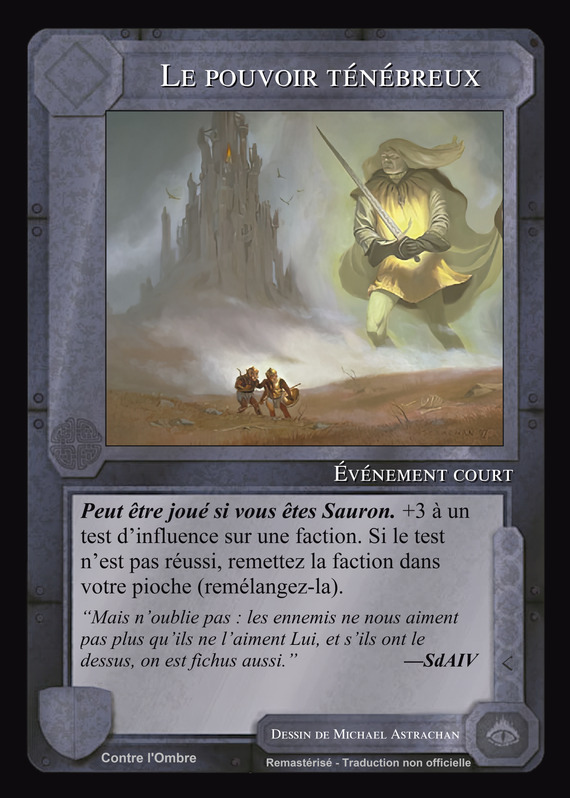 Le pouvoir ténébreux
Événement court
Peut être joué si vous êtes Sauron. +3 à un
test d’influence sur une faction. Si le test
n’est pas réussi, remettez la faction dans
votre pioche (remélangez-la).
“Mais n’oublie pas : les ennemis ne nous aiment
pas plus qu’ils ne l’aiment Lui, et s’ils ont le
dessus, on est fichus aussi.” —SdAIV
Dessin de Michael Astrachan
Contre l'Ombre
Remastérisé - Traduction non officielle